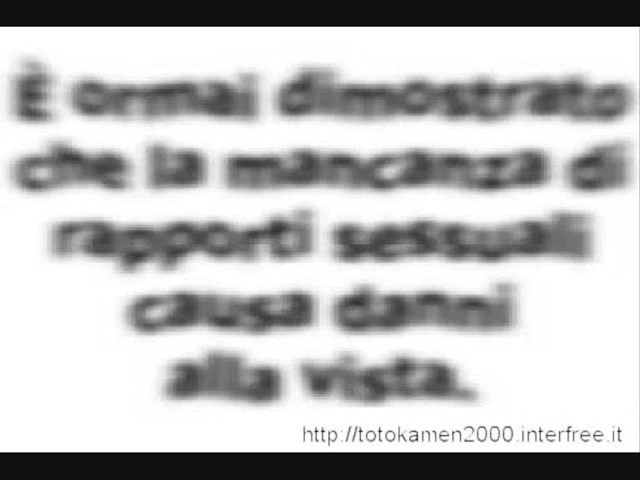 È ormai dimostrato
che la mancanza di
rapporti sessuali
causa danni
alla vista.
http://totokamen2000.interfree.it